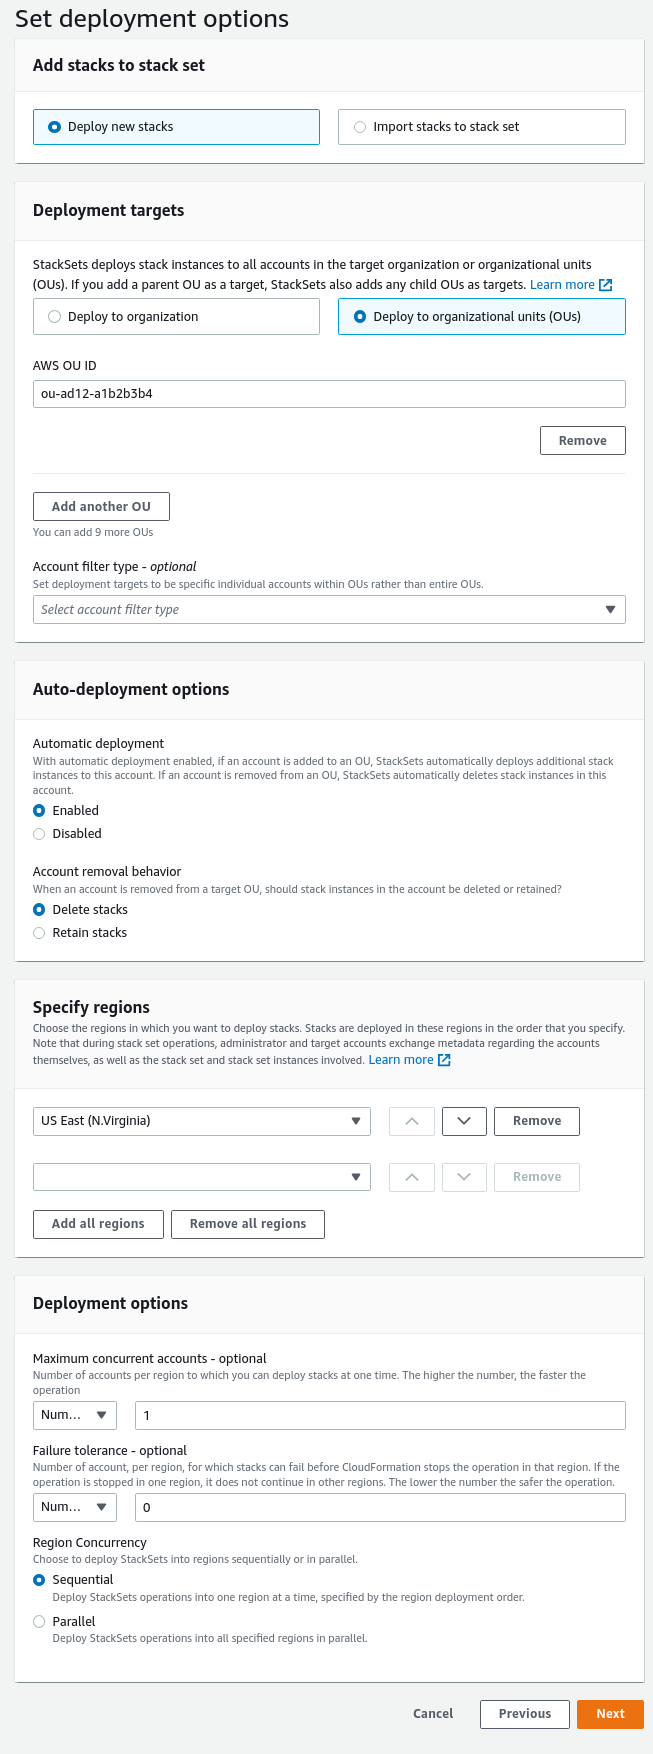 Set deployment options
Add stacks to stack set
Deploy new stacks
Import stacks to stack set
Deployment targets
StackSets deploys stack instances to all accounts in the target organization or organizational units
(OUs). If you add a parent OU as a target, StackSets also adds any child OUs as targets. Learn more
Deploy to organization
Deploy to organizational units (OUs)
AWS OU ID
ou-ad12-a1b2b3b4
Remove
Add another OU
You can add 9 more OUs
Account filter type - optional
Set deployment targets to be specific individual accounts within OUs rather than entire OUs.
Select account filter type
Auto-deployment options
Automatic deployment
With automatic deployment enabled, if an account is added to an OU, StackSets automatically deploys additional stack
instances to this account. If an account is removed from an OU, StackSets automatically deletes stack instances in this
account.
Enabled
Disabled
Account removal behavior
When an account is removed from a target OU, should stack instances in the account be deleted or retained?
Delete stacks
Retain stacks
Specify regions
Choose the regions in which you want to deploy stacks. Stacks are deployed in these regions in the order that you specify.
Note that during stack set operations, administrator and target accounts exchange metadata regarding the accounts
themselves, as well as the stack set and stack set instances involved. Learn more
US East (N.Virginia)
Remove
Remove
Add all regions
Remove all regions
Deployment options
Maximum concurrent accounts - optional
Number of accounts per region to which you can deploy stacks at one time. The higher the number, the faster the
operation
Num...
1
Failure tolerance - optional
Number of account, per region, for which stacks can fail before CloudFormation stops the operation in that region. If the
operation is stopped in one region, it does not continue in other regions. The lower the number the safer the operation.
Num...
0
Region Concurrency
Choose to deploy StackSets into regions sequentially or in parallel.
Sequential
Deploy StackSets operations into one region at a time, specified by the region deployment order.
Parallel
Deploy StackSets operations into all specified regions in parallel.
Cancel
Previous
Next